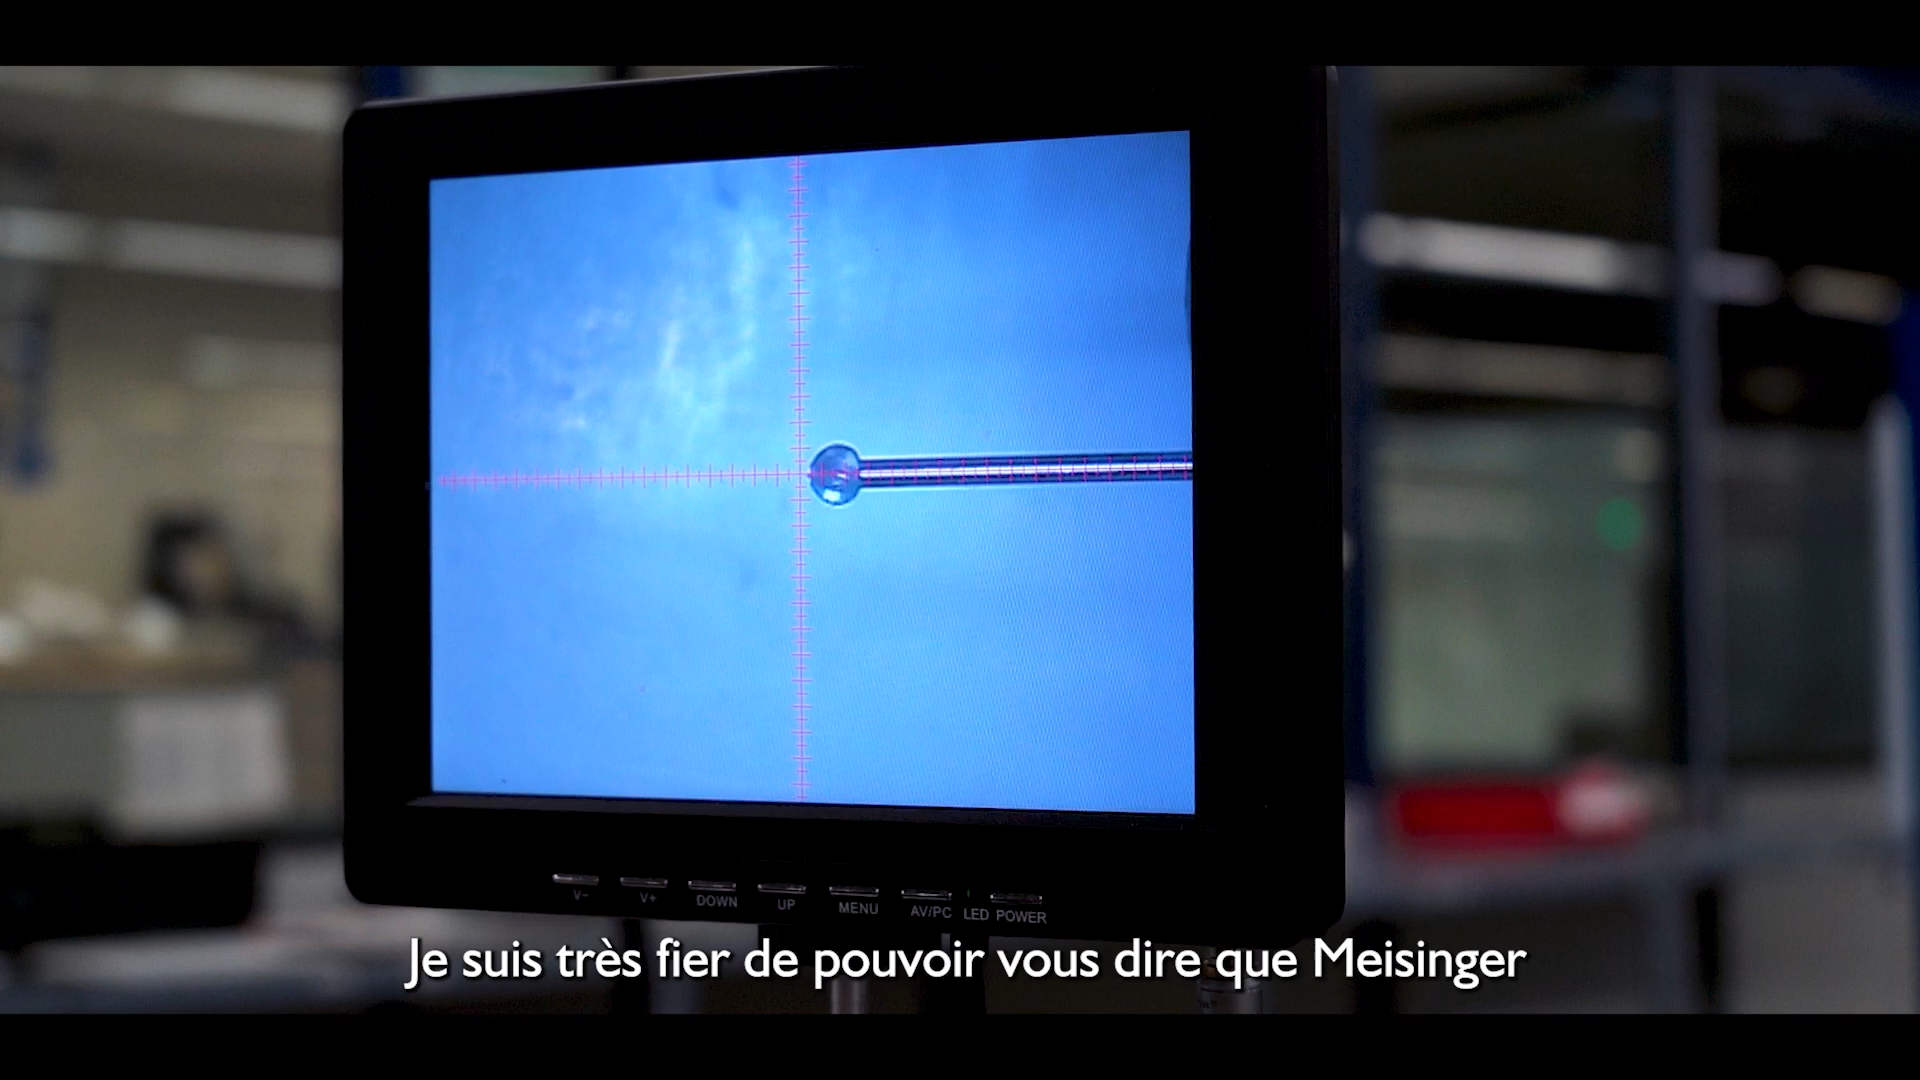 V-
V+
DOWN
UP
MENU
AV/PC
LED
POWER
Je suis très fier de pouvoir vous dire que Meisinger